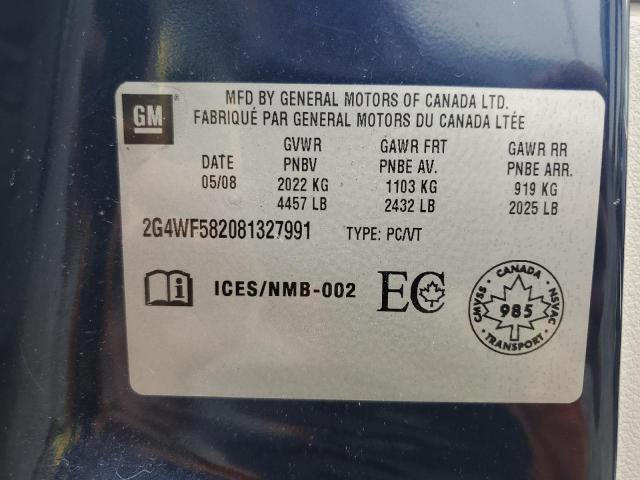 GM
MFD BY GENERAL MOTORS OF CANADA LTD.
FABRIQUÉ PAR GENERAL MOTORS DU CANADA LTÉE
GVWR GAWR FRT GAWR RR
DATE PNBV PNBE AV. PNBE ARR.
05/08 2022 KG 1103 KG 919 KG
4457 LB 2432 LB 2025 LB
2G4WF582081327991 TYPE: PC/VT
ICES/NMB-002 EC
CANADA
CMVSS 985 NSVAC
TRANSPORT